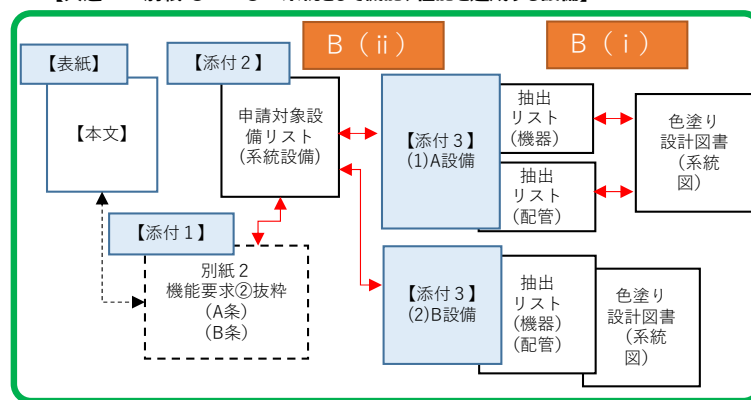 B（ⅱ）
B（ⅰ）
【表紙】
【本文】
【添付２】
申請対象設
備リスト
(系統設備)
【添付１】
別紙２
機能要求②抜粋
(A条)
(B条)
【添付３】
(1)A設備
抽出
リスト
(機器)
抽出
リスト
(配管)
色塗り
設計図書
(系統
図)
【添付３】
(2)B設備
抽出
リスト
(機器)
(配管)
色塗り
設計図書
(系統
図)